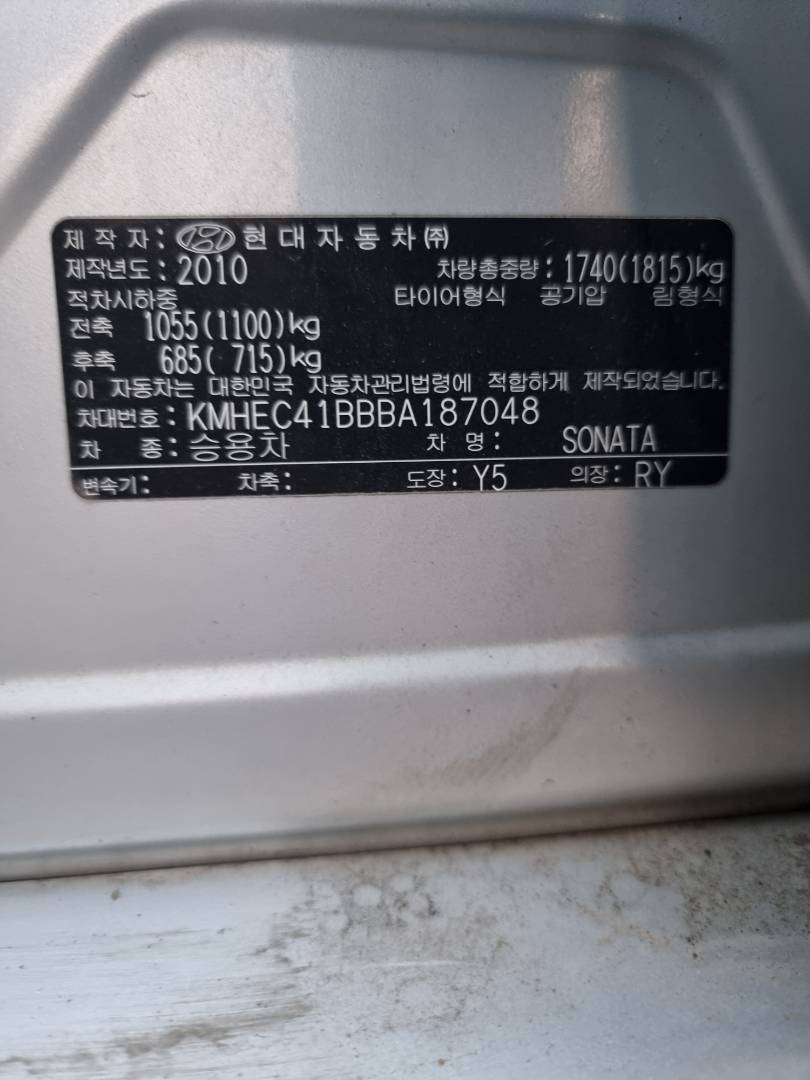 제 작 자 : 현대자동차㈜
제작년도 : 2010 차량총중량 : 1740(1815)kg
적차시하중 타이어형식 공기압 림형식
전축 1055(1100)kg
후축 685( 715)kg
이 자동차는 대한민국 자동차관리법령에 적합하게 제작되었습니다.
차대번호 : KMHEC41BBBA187048
차 종 : 승용차 차 명 : SONATA
변속기 : 차축 : 도장 : Y5 의장 : RY